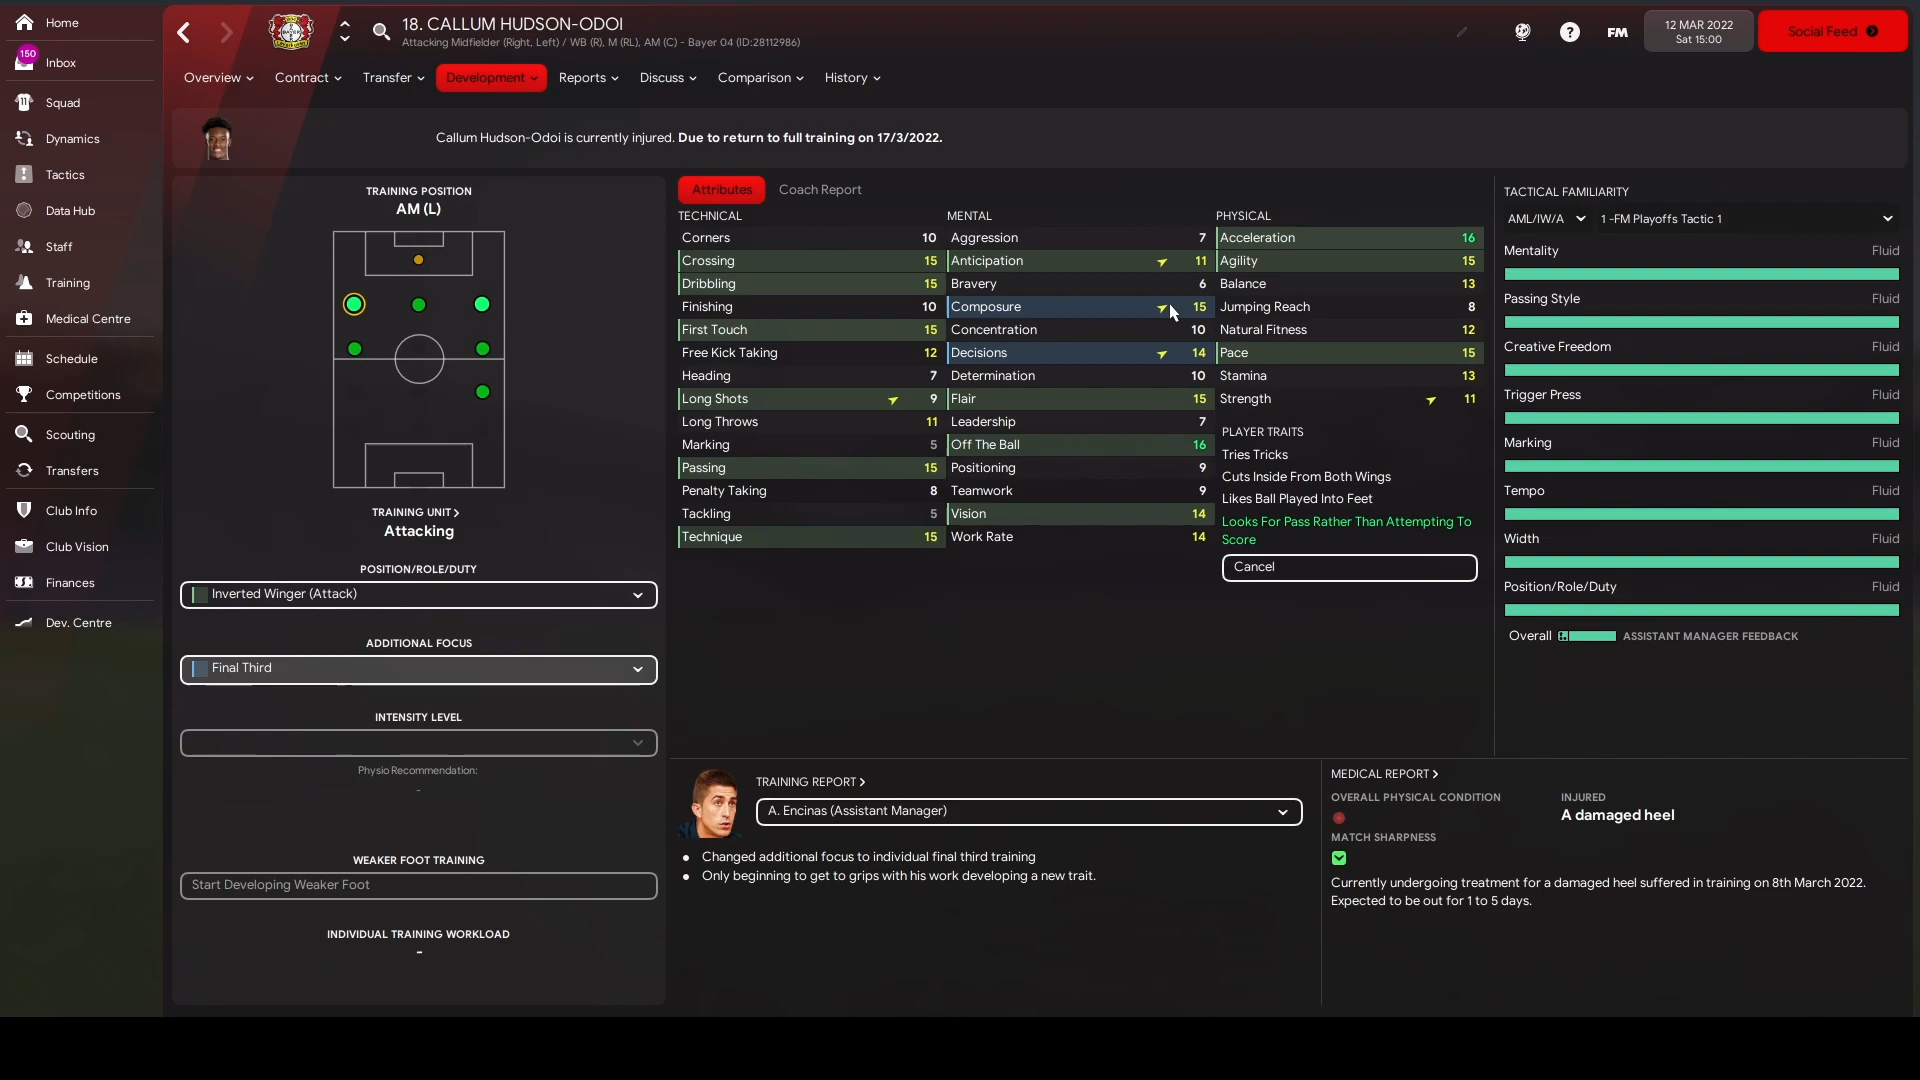 Home
150
Inbox
Squad
Dynamics
Tactics
Data Hub
Staff
Training
Medical Centre
Schedule
Competitions
Scouting
Transfers
Club Info
Club Vision
Finances
Dev. Centre
18. CALLUM HUDSON-ODOI
Attacking Midfielder (Right, Left) / WB (R), M (RL), AM (C) - Bayer 04 (ID:28112986)
FM
12 MAR 2022
Sat 15:00
Social Feed
Overview
Contract
Transfer
Development
Reports
Discuss
Comparison
History
Callum Hudson-Odoi is currently injured. Due to return to full training on 17/3/2022.
TRAINING POSITION
AM (L)
TRAINING UNIT
Attacking
POSITION/ROLE/DUTY
Inverted Winger (Attack)
ADDITIONAL FOCUS
Final Third
INTENSITY LEVEL
Physio Recommendation:
-
WEAKER FOOT TRAINING
Start Developing Weaker Foot
INDIVIDUAL TRAINING WORKLOAD
-
Attributes
Coach Report
TECHNICAL
Corners 10
Crossing 15
Dribbling 15
Finishing 10
First Touch 15
Free Kick Taking 12
Heading 7
Long Shots 9
Long Throws 11
Marking 5
Passing 15
Penalty Taking 8
Tackling 5
Technique 15
MENTAL
Aggression 7
Anticipation 11
Bravery 6
Composure 15
Concentration 10
Decisions 14
Determination 10
Flair 15
Leadership 7
Off The Ball 16
Positioning 9
Teamwork 9
Vision 14
Work Rate 14
PHYSICAL
Acceleration 16
Agility 15
Balance 13
Jumping Reach 8
Natural Fitness 12
Pace 15
Stamina 13
Strength 11
PLAYER TRAITS
Tries Tricks
Cuts Inside From Both Wings
Likes Ball Played Into Feet
Looks For Pass Rather Than Attempting To
Score
Cancel
TACTICAL FAMILIARITY
AML/IW/A
1 -FM Playoffs Tactic 1
Mentality Fluid
Passing Style Fluid
Creative Freedom Fluid
Trigger Press Fluid
Marking Fluid
Tempo Fluid
Width Fluid
Position/Role/Duty Fluid
Overall
ASSISTANT MANAGER FEEDBACK
TRAINING REPORT
A. Encinas (Assistant Manager)
Changed additional focus to individual final third training
Only beginning to get to grips with his work developing a new trait.
MEDICAL REPORT
OVERALL PHYSICAL CONDITION
MATCH SHARPNESS
INJURED
A damaged heel
Currently undergoing treatment for a damaged heel suffered in training on 8th March 2022.
Expected to be out for 1 to 5 days.